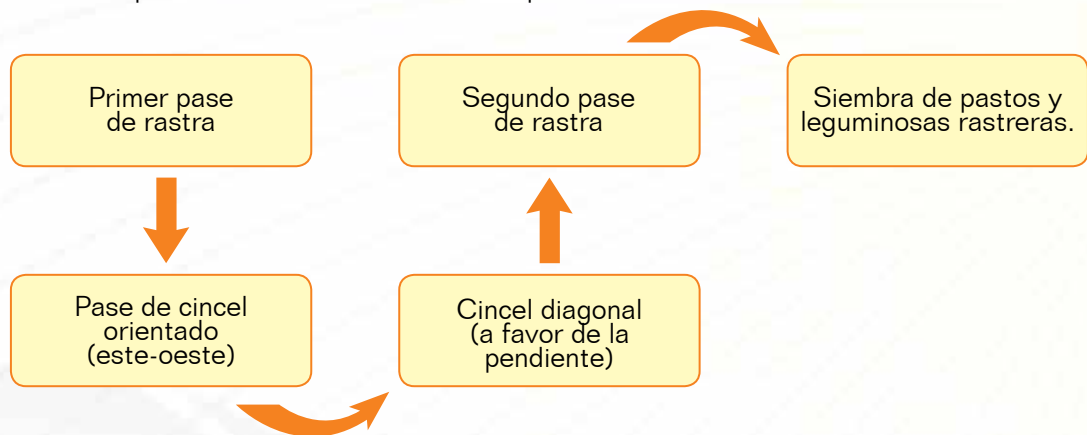 Primer pase
de rastra
Pase de cincel
orientado
(este-oeste)
Cincel diagonal
(a favor de la
pendiente)
Segundo pase
de rastra
Siembra de pastos y
leguminosas rastreras.